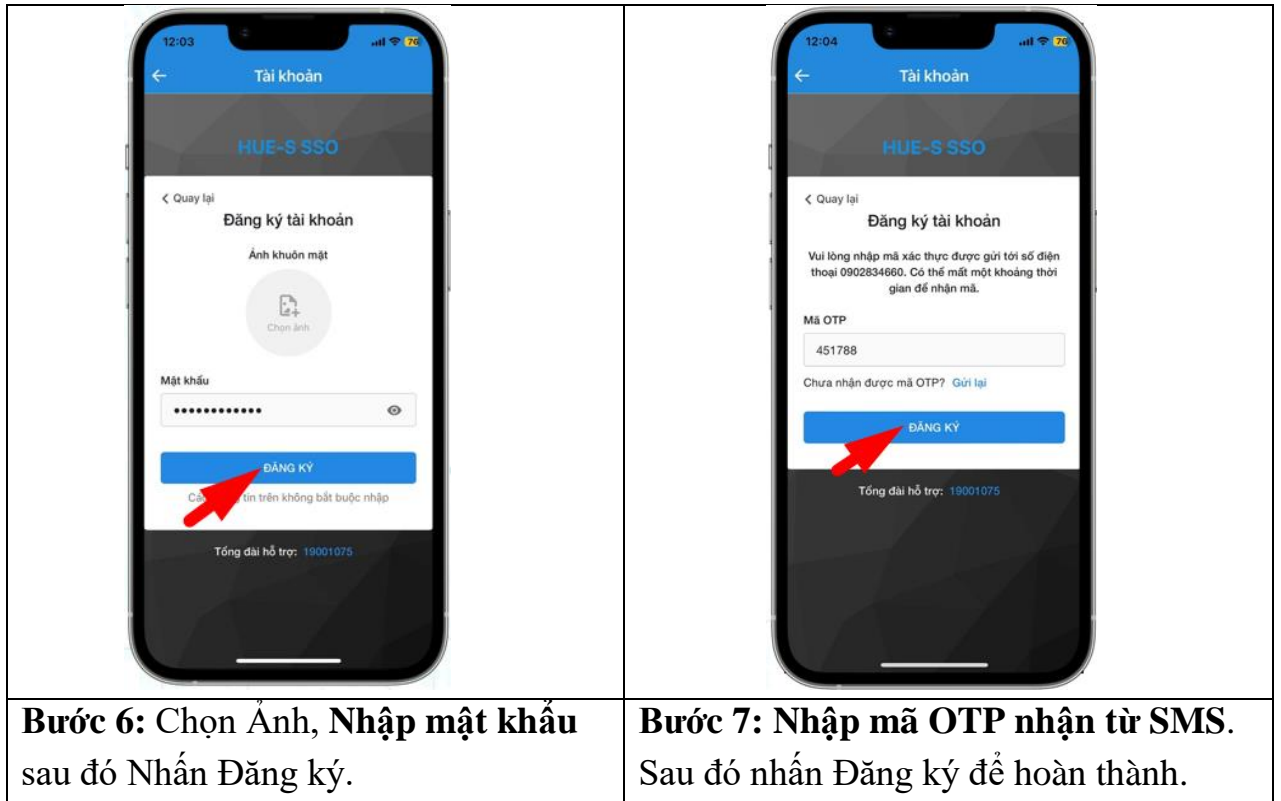 12:03
76
Tài khoản
HUE-S SSO
Quay lại
Đăng ký tài khoản
Ảnh khuôn mặt
Chọn ảnh
Mật khẩu
••••••••••••
ĐĂNG KÝ
tin trên không bắt buộc nhập
Tổng đài hỗ trợ: 19001075
Bước 6: Chọn Ảnh, Nhập mật khẩu
sau đó Nhấn Đăng ký.
12:04
76
Tài khoản
HUE-S SSO
Quay lại
Đăng ký tài khoản
Vui lòng nhập mã xác thực được gửi tới số điện
thoại 0902834660. Có thể mất một khoảng thời
gian để nhận mã.
Mã OTP
451788
Chưa nhận được mã OTP? Gửi lại
ĐĂNG KÝ
Tổng đài hỗ trợ: 19001075
Bước 7: Nhập mã OTP nhận từ SMS.
Sau đó nhấn Đăng ký để hoàn thành.